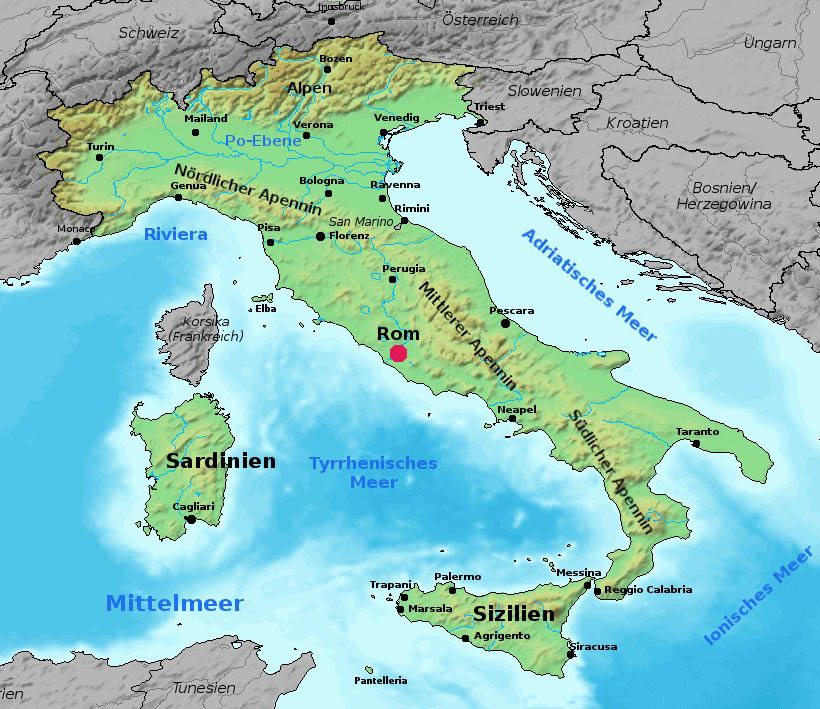 Innsbruck
Österreich
Schweiz
Ungarn
Bozen
Alpen
Slowenien
Triest
Mailand
Venedig
Verona
Kroatien
Po-Ebene
Turin
Nördlicher Apennin
Bologna
Genua
Ravenna
Bosnien/
Herzegowina
Rimini
San Marino
Monaco
Riviera
Pisa
Florenz
Adriatisches Meer
Perugia
Mittlerer Apennin
Elba
Pescara
Korsika
(Frankreich)
Rom
Neapel
Südlicher Apennin
Taranto
Sardinien
Tyrrhenisches
Meer
Cagliari
Ionisches Meer
Messina
Palermo
Trapani
Reggio Calabria
Mittelmeer
Marsala
Sizilien
Agrigento
Siracusa
Pantelleria
Tunesien
rien